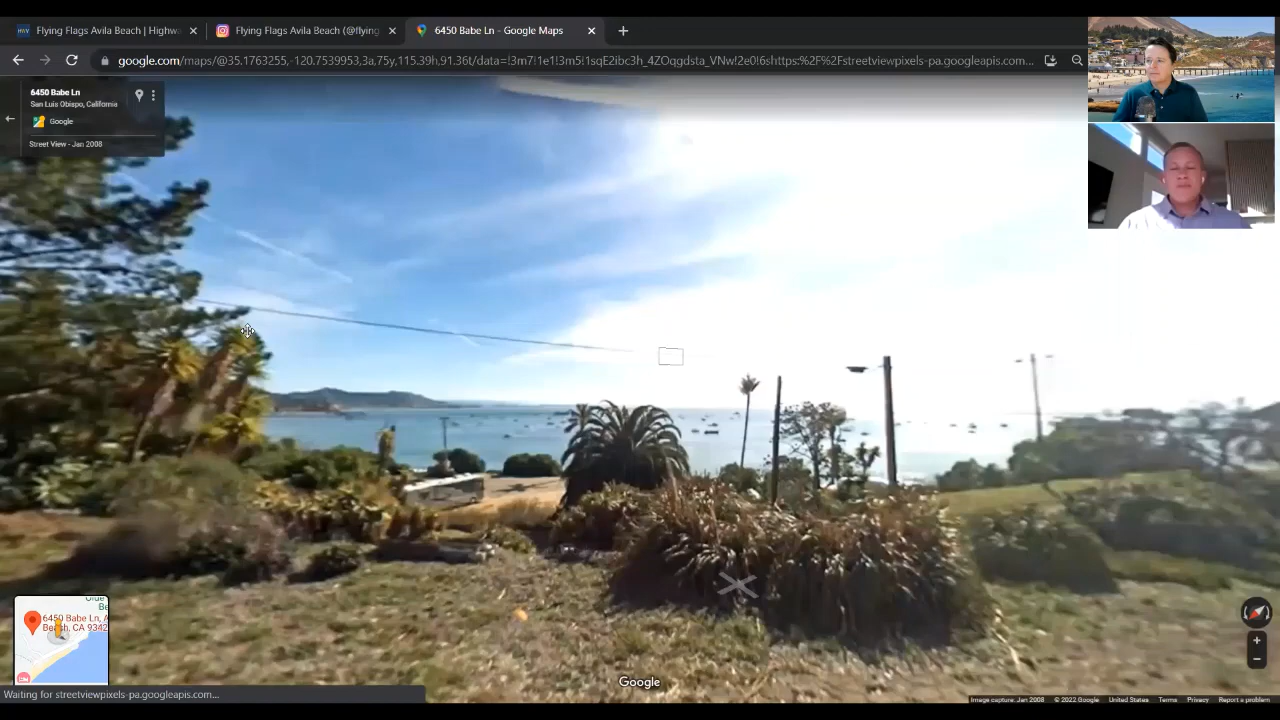 Flying Flags Avila Beach | Highw
Flying Flags Avila Beach (@flying
6450 Babe Ln - Google Maps
google.com/maps/@35.1763255,-120.7539953,3a,75y,115.39h,91.36t/data=!3m7!1e1!3m5!1sqE2ibc3h_4ZOqgdsta_VNw!2e0!6shttps:%2F%2Fstreetviewpixels-pa.googleapis.com...
6450 Babe Ln
San Luis Obispo, California
Google
Street View - Jan 2008
6450 Babe Ln, A
Beach, CA 9342
Google
Waiting for streetviewpixels-pa.googleapis.com...
Image capture: Jan 2008 © 2022 Google United States Terms Privacy Report a problem